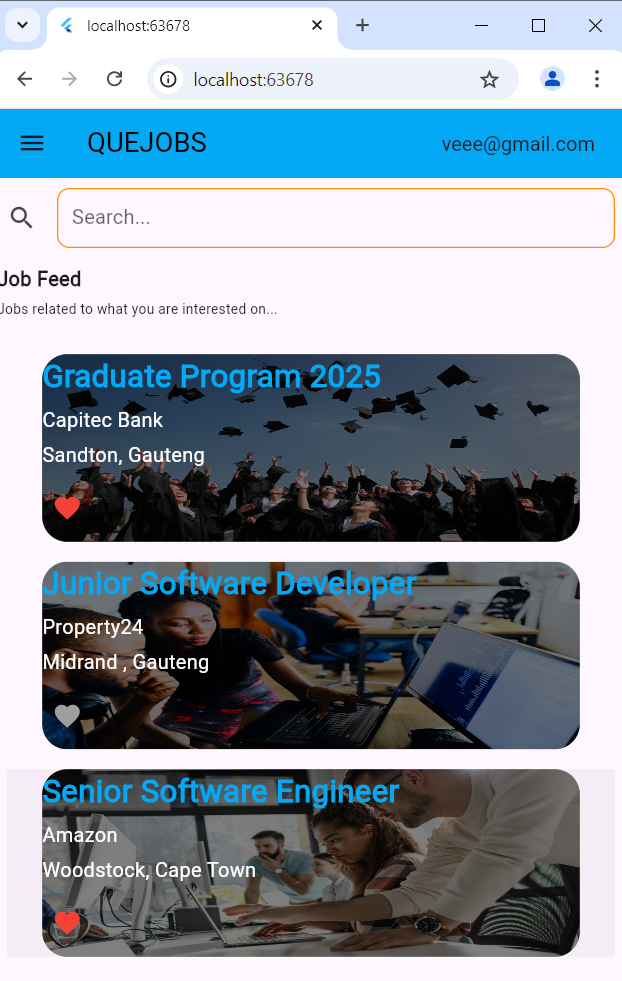 localhost:63678
localhost:63678
QUEJOBS
veee@gmail.com
Search...
Job Feed
Jobs related to what you are interested on...
Graduate Program 2025
Capitec Bank
Sandton, Gauteng
Junior Software Developer
Property24
Midrand , Gauteng
Senior Software Engineer
Amazon
Woodstock, Cape Town